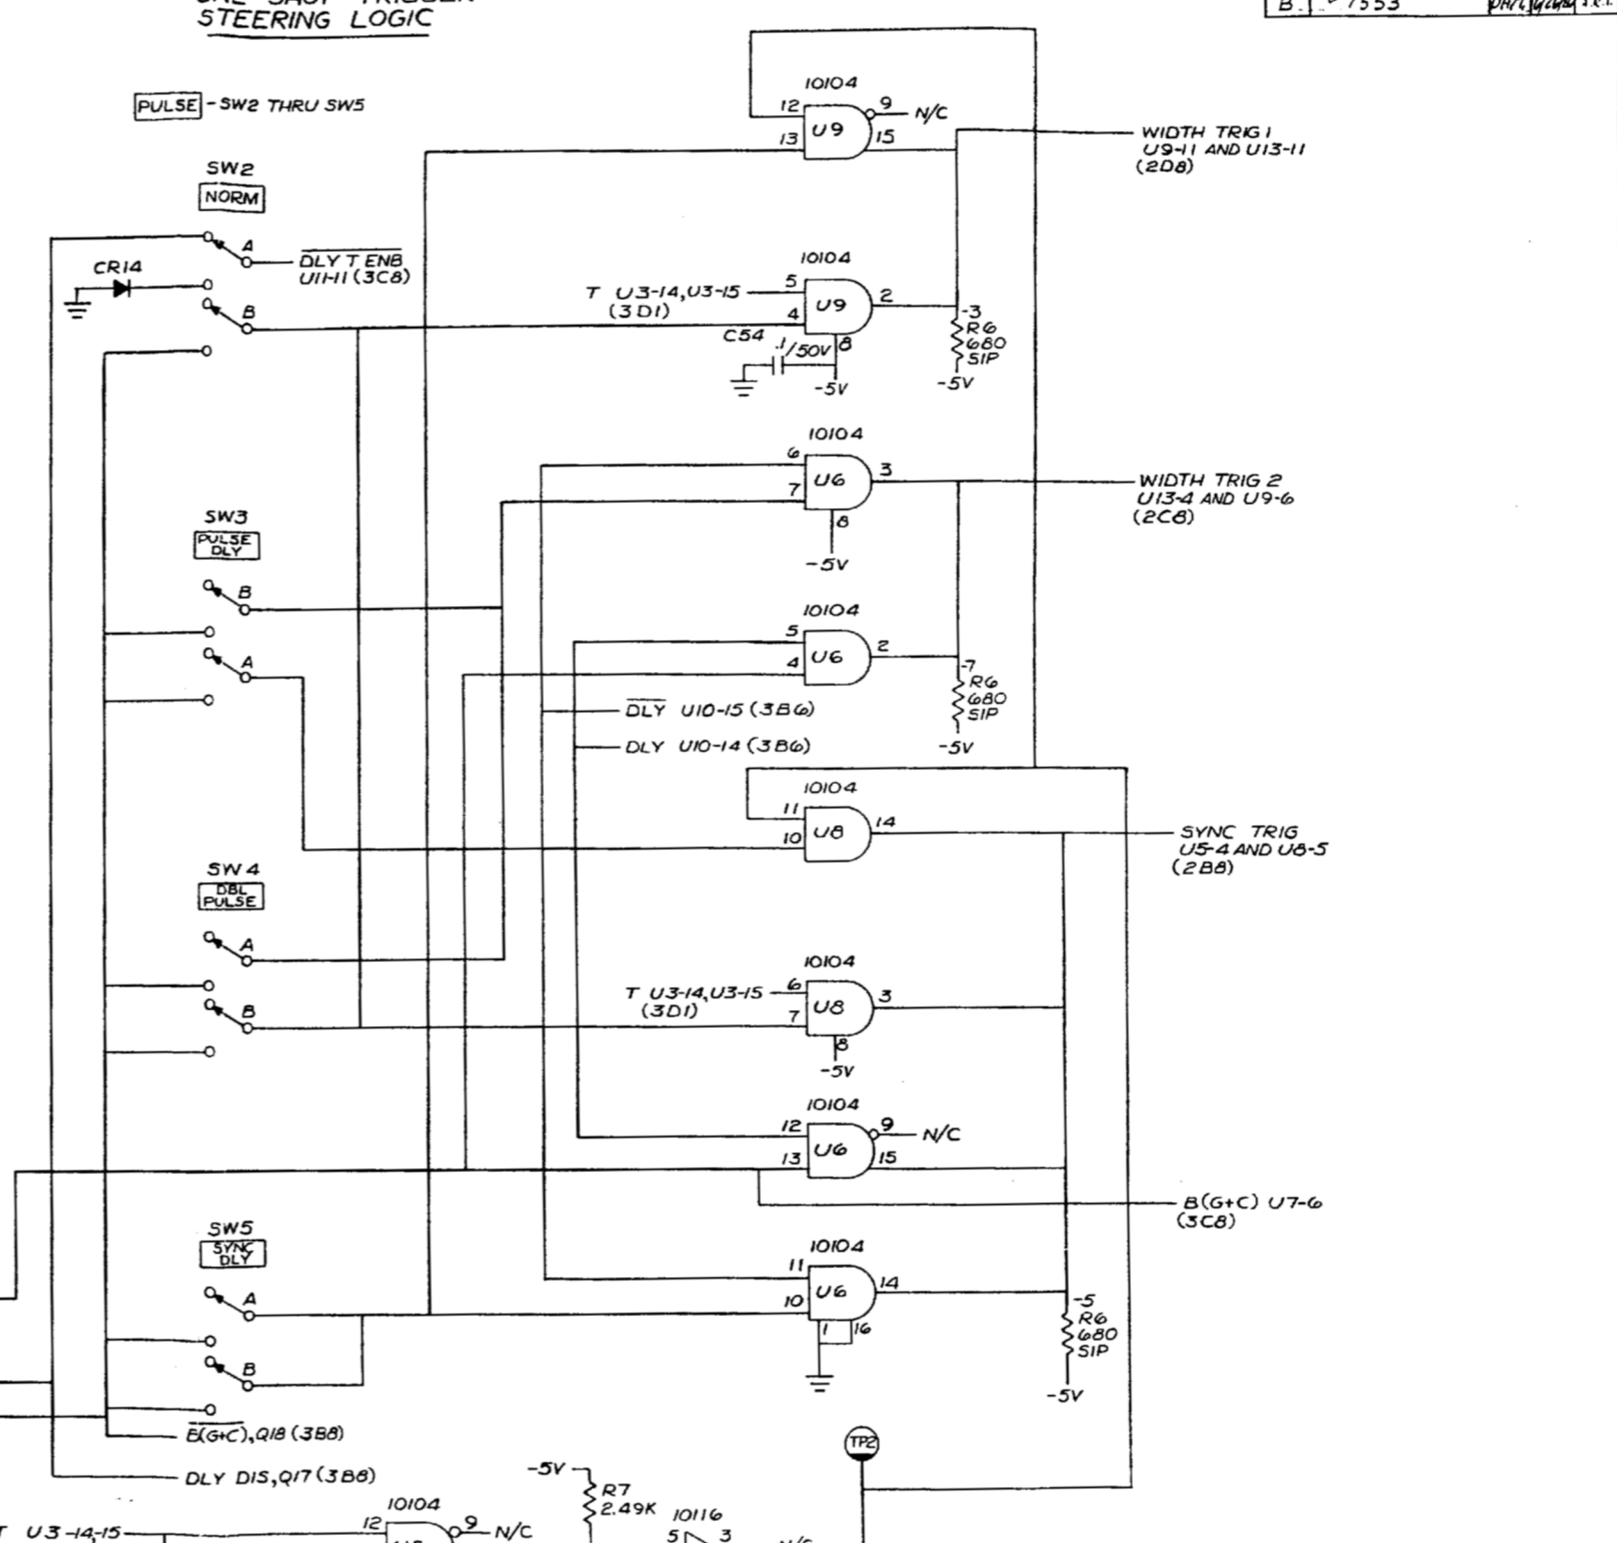 STEERING LOGIC
B
PULSE - SW2 THRU SW5
10104
12
9
N/C
U9
13
15
WIDTH TRIG 1
U9-11 AND U13-11
(2D8)
SW2
NORM
A
DLY T ENB
U11-11 (3C8)
CR14
B
10104
T U3-14, U3-15
(3D1)
5
4
U9
2
C54
.1/50V
8
-5V
-3
R6
680
SIP
-5V
10104
6
7
U6
3
8
-5V
WIDTH TRIG 2
U13-4 AND U9-6
(2C8)
SW3
PULSE
DLY
B
A
10104
5
4
U6
2
-7
R6
680
SIP
-5V
DLY U10-15 (3B6)
DLY U10-14 (3B6)
10104
11
10
U8
14
SYNC TRIG
U5-4 AND U8-5
(2B8)
SW4
DBL
PULSE
A
B
10104
T U3-14, U3-15
(3D1)
6
7
U8
3
8
-5V
10104
12
9
N/C
U6
13
15
B(G+C) U7-6
(3C8)
SW5
SYNC
DLY
A
B
10104
11
10
U6
14
1
16
-5
R6
680
SIP
-5V
B(G+C), Q18 (3B8)
DLY DIS, Q17 (3B8)
TP2
-5V
R7
2.49K
10104
12
9
N/C
10116
5
3
T U3-14,-15